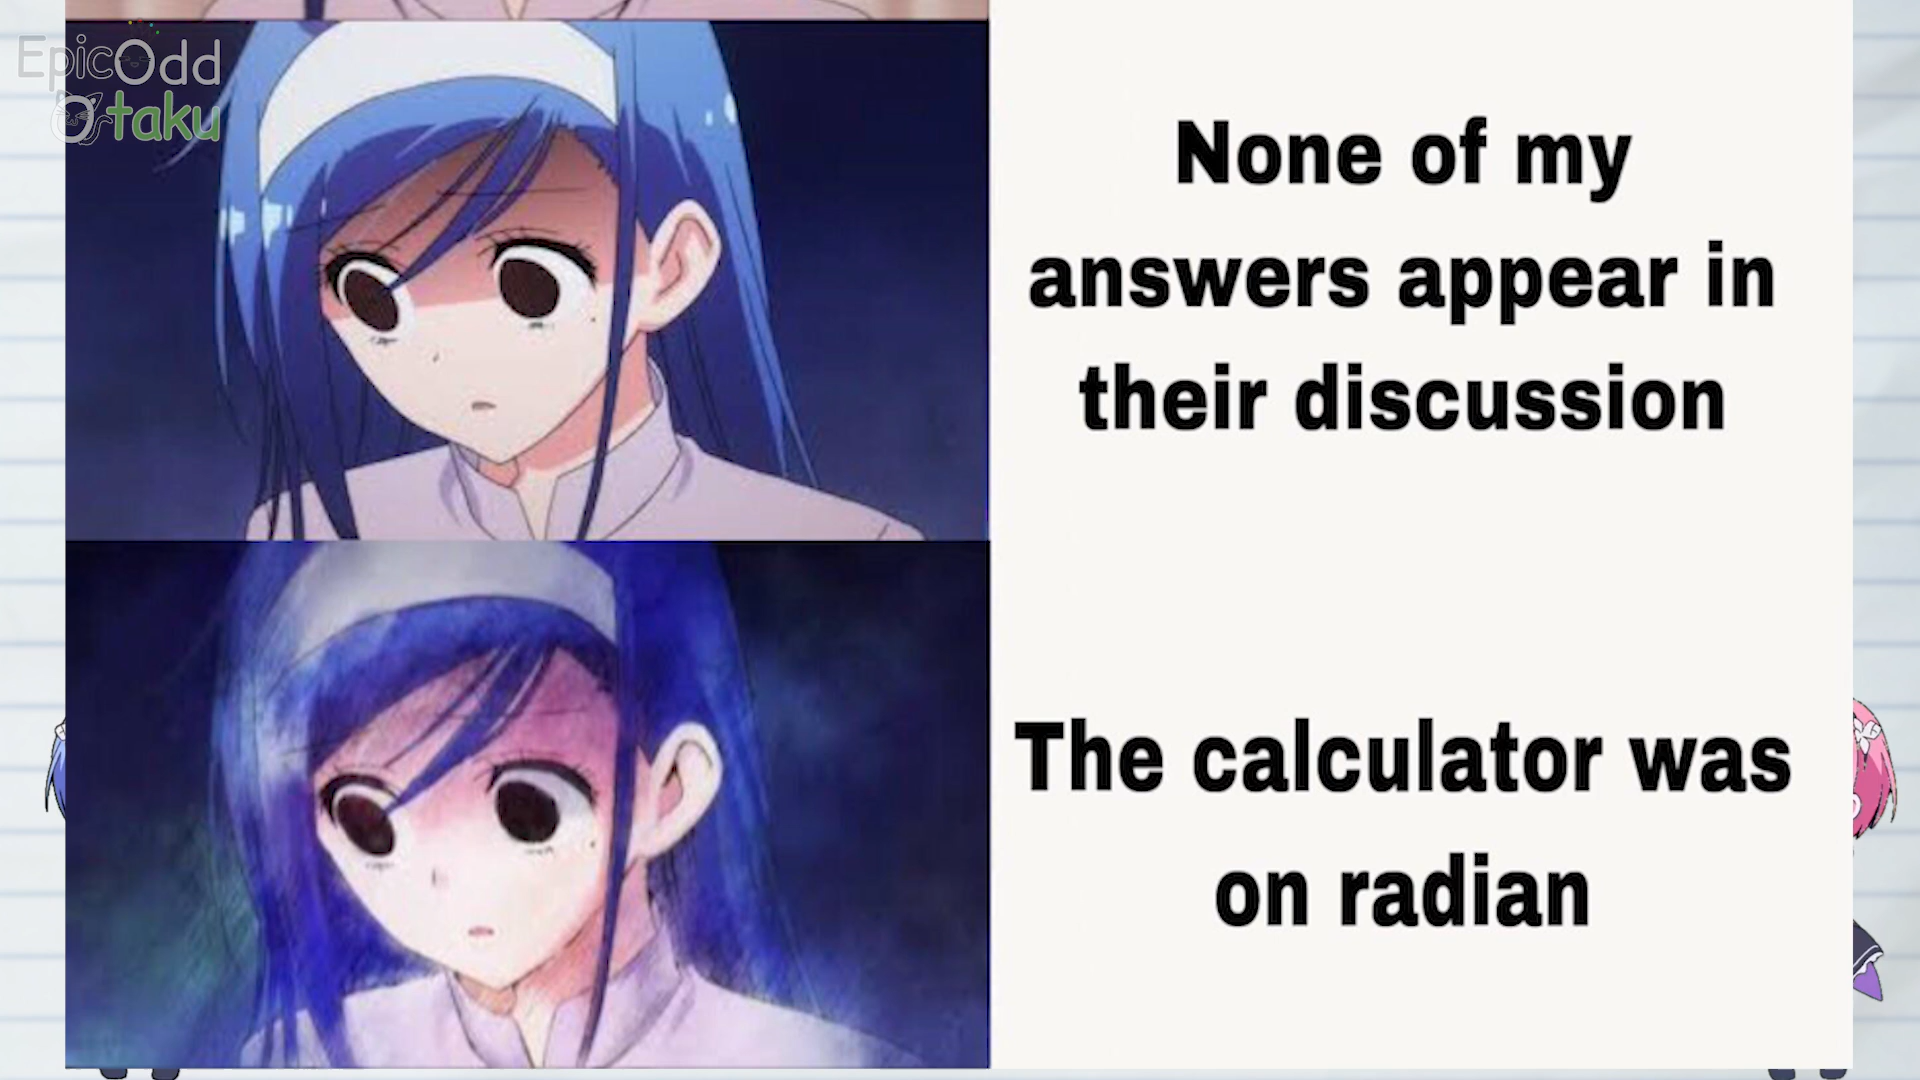 EpicOdd
Otaku
None of my
answers appear in
their discussion
The calculator was
on radian